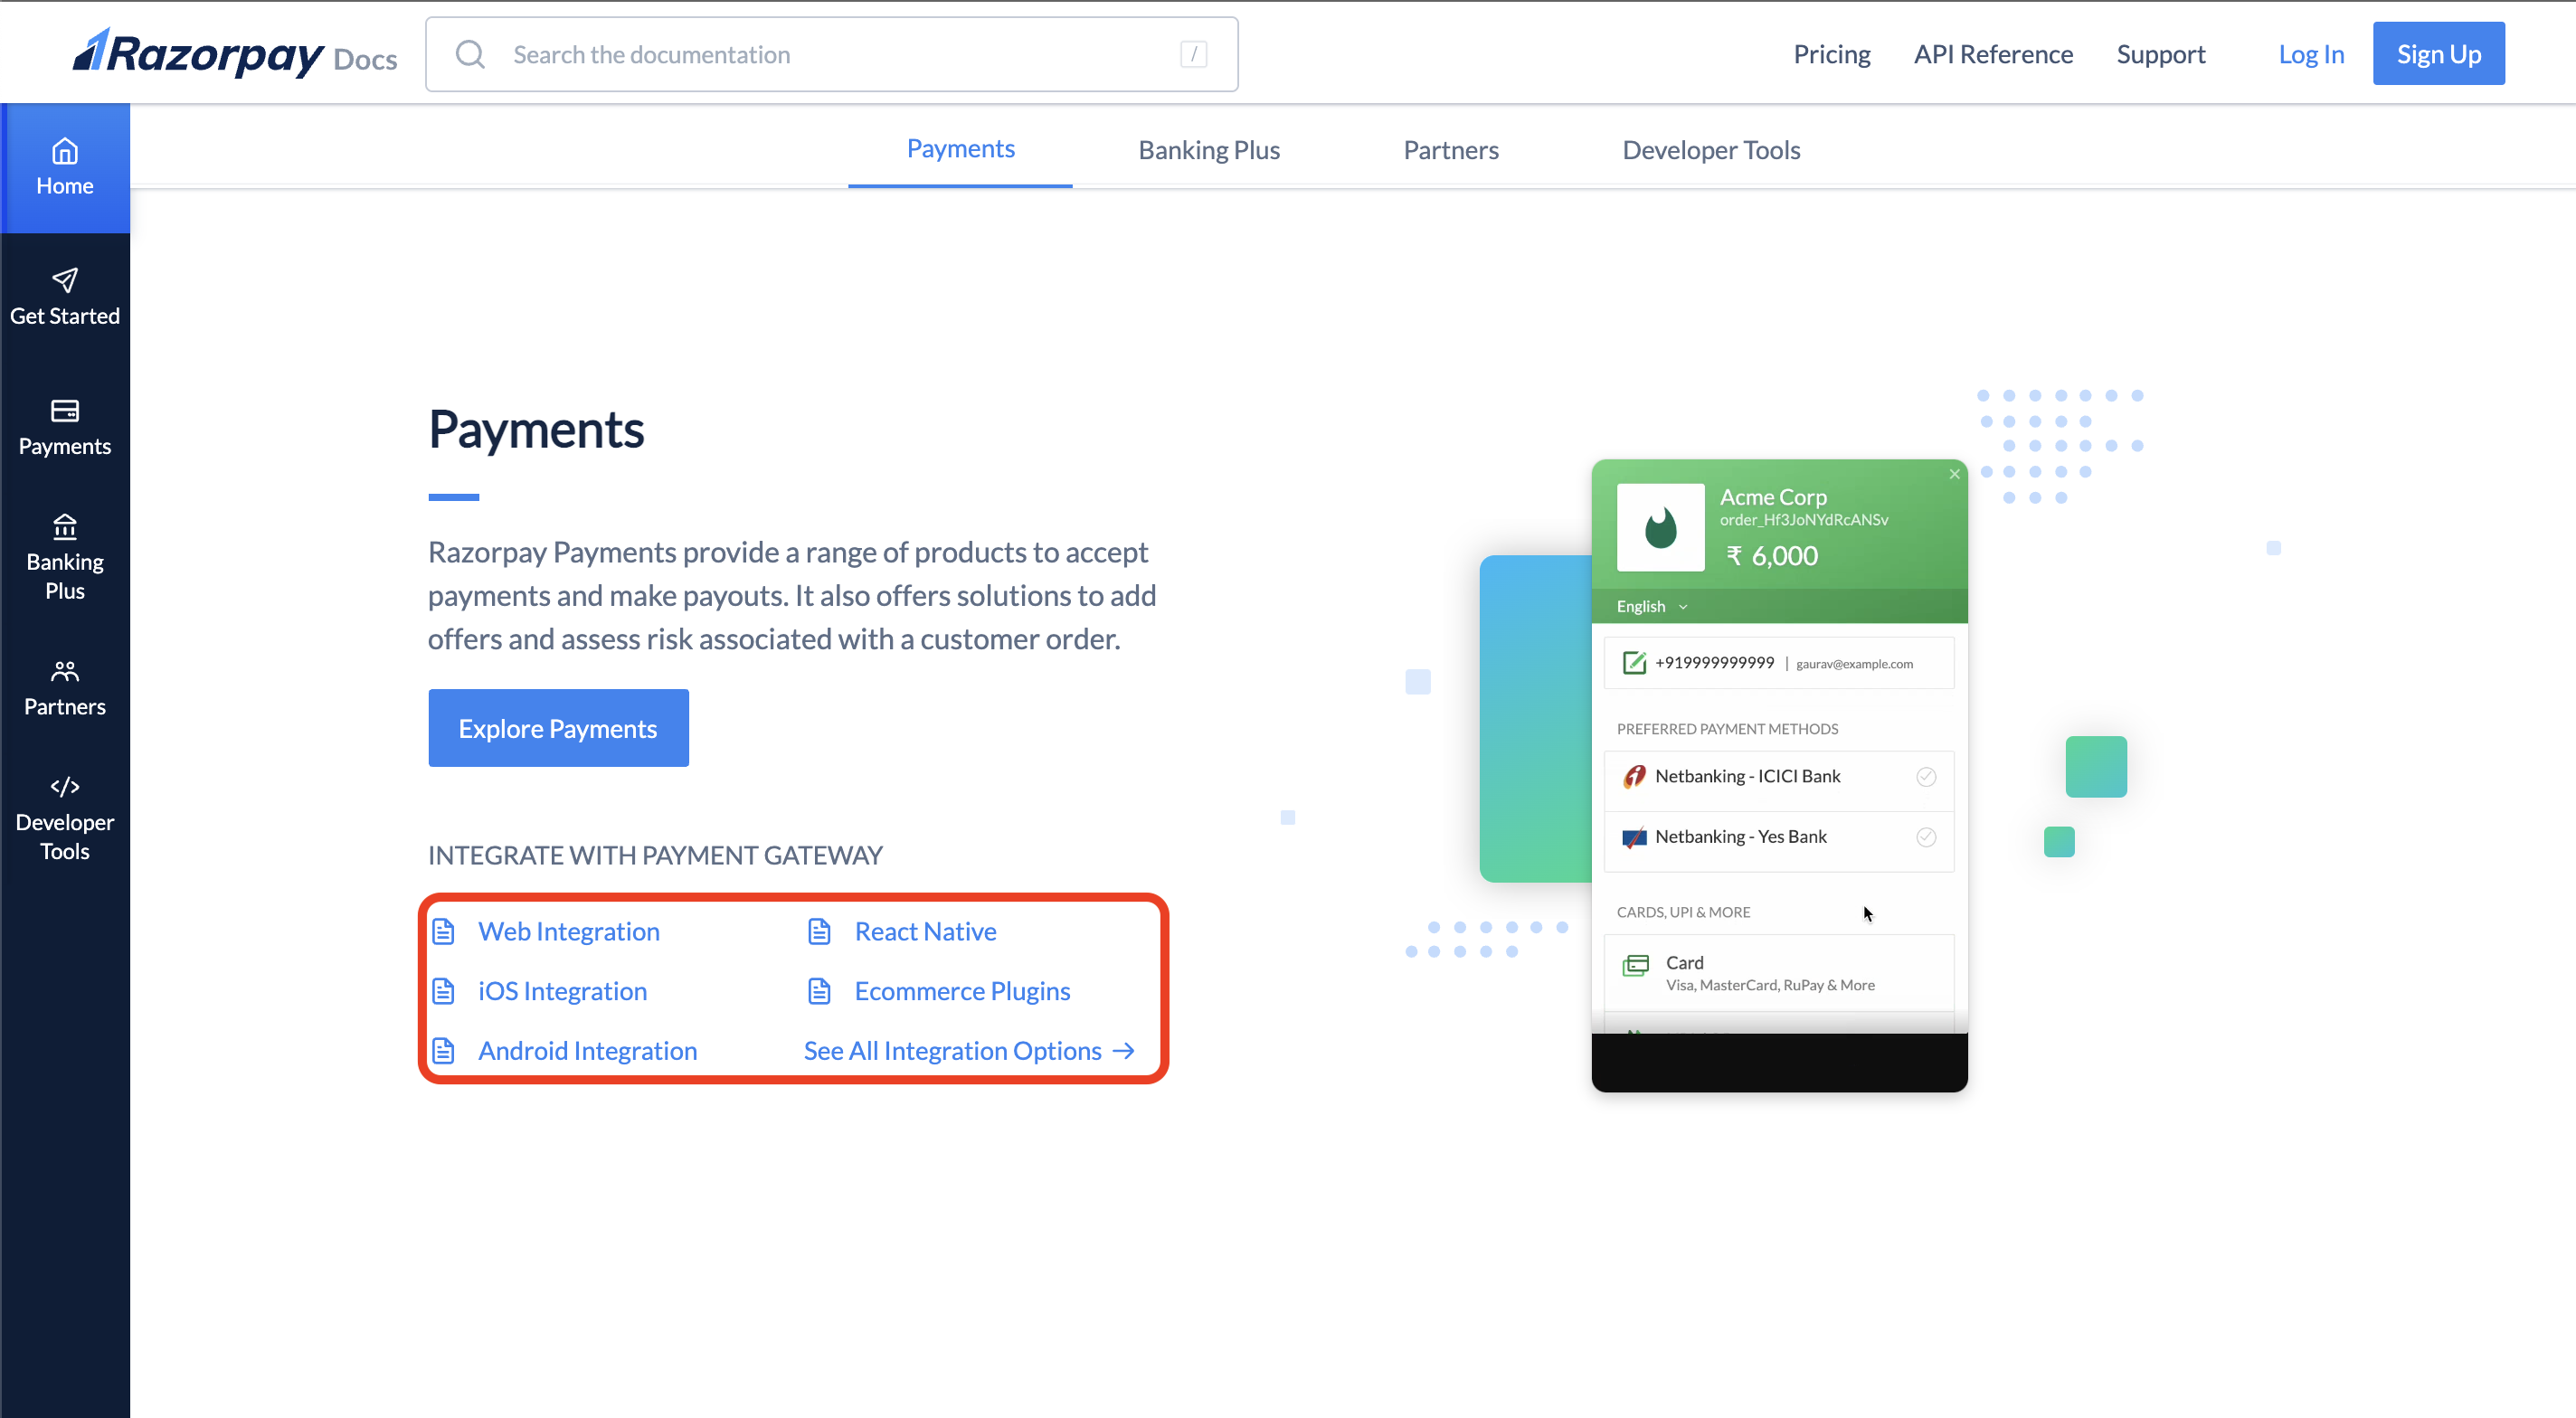 Razorpay Docs
Search the documentation
/
Pricing
API Reference
Support
Log In
Sign Up
Home
Get Started
Payments
Banking
Plus
Partners
Developer
Tools
Payments
Banking Plus
Partners
Developer Tools
Payments
Razorpay Payments provide a range of products to accept
payments and make payouts. It also offers solutions to add
offers and assess risk associated with a customer order.
Explore Payments
INTEGRATE WITH PAYMENT GATEWAY
Web Integration
React Native
iOS Integration
Ecommerce Plugins
Android Integration
See All Integration Options →
Acme Corp
order_Hf3JoNYdRcANSv
₹ 6,000
English
+919999999999 | gaurav@example.com
PREFERRED PAYMENT METHODS
Netbanking - ICICI Bank
Netbanking - Yes Bank
CARDS, UPI & MORE
Card
Visa, MasterCard, RuPay & More